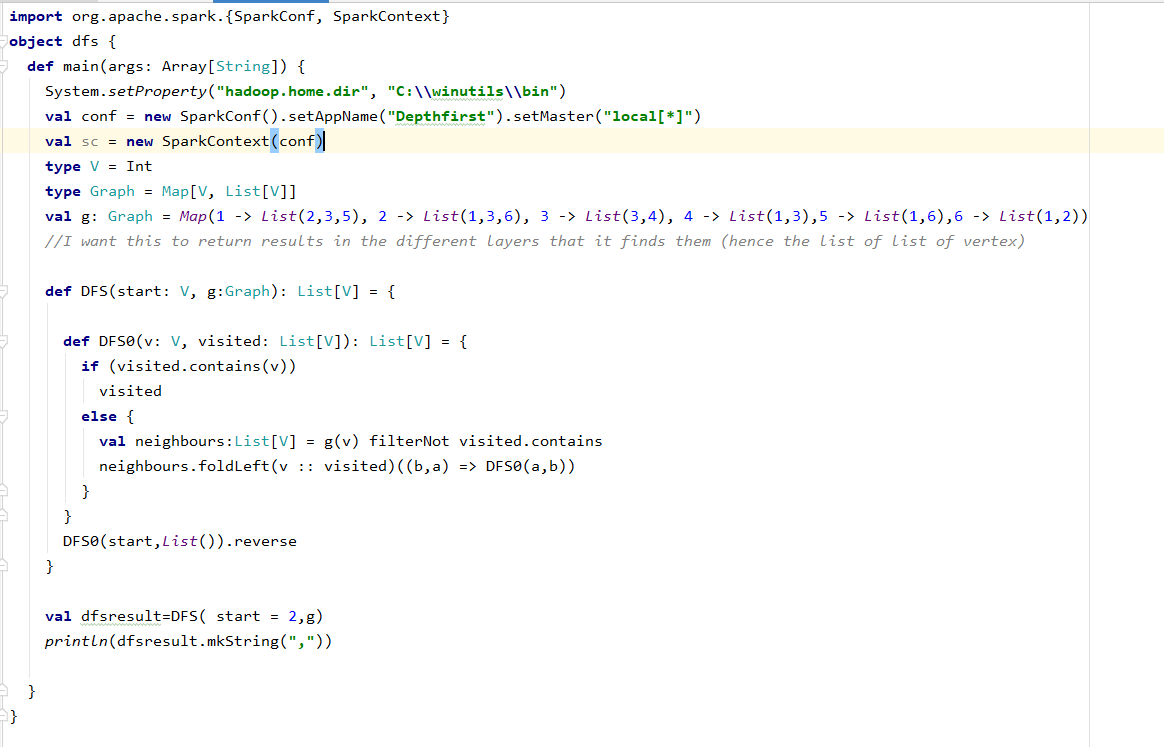 import org.apache.spark.{SparkConf, SparkContext}
object dfs {
  def main(args: Array[String]) {
    System.setProperty("hadoop.home.dir", "C:\\winutils\\bin")
    val conf = new SparkConf().setAppName("Depthfirst").setMaster("local[*]")
    val sc = new SparkContext(conf)
    type V = Int
    type Graph = Map[V, List[V]]
    val g: Graph = Map(1 -> List(2,3,5), 2 -> List(1,3,6), 3 -> List(3,4), 4 -> List(1,3),5 -> List(1,6),6 -> List(1,2))
    //I want this to return results in the different layers that it finds them (hence the list of list of vertex)
    def DFS(start: V, g:Graph): List[V] = {
      def DFS0(v: V, visited: List[V]): List[V] = {
        if (visited.contains(v))
          visited
        else {
          val neighbours:List[V] = g(v) filterNot visited.contains
          neighbours.foldLeft(v :: visited)((b,a) => DFS0(a,b))
        }
      }
      DFS0(start,List()).reverse
    }
    val dfsresult=DFS( start = 2,g)
    println(dfsresult.mkString(","))
  }
}